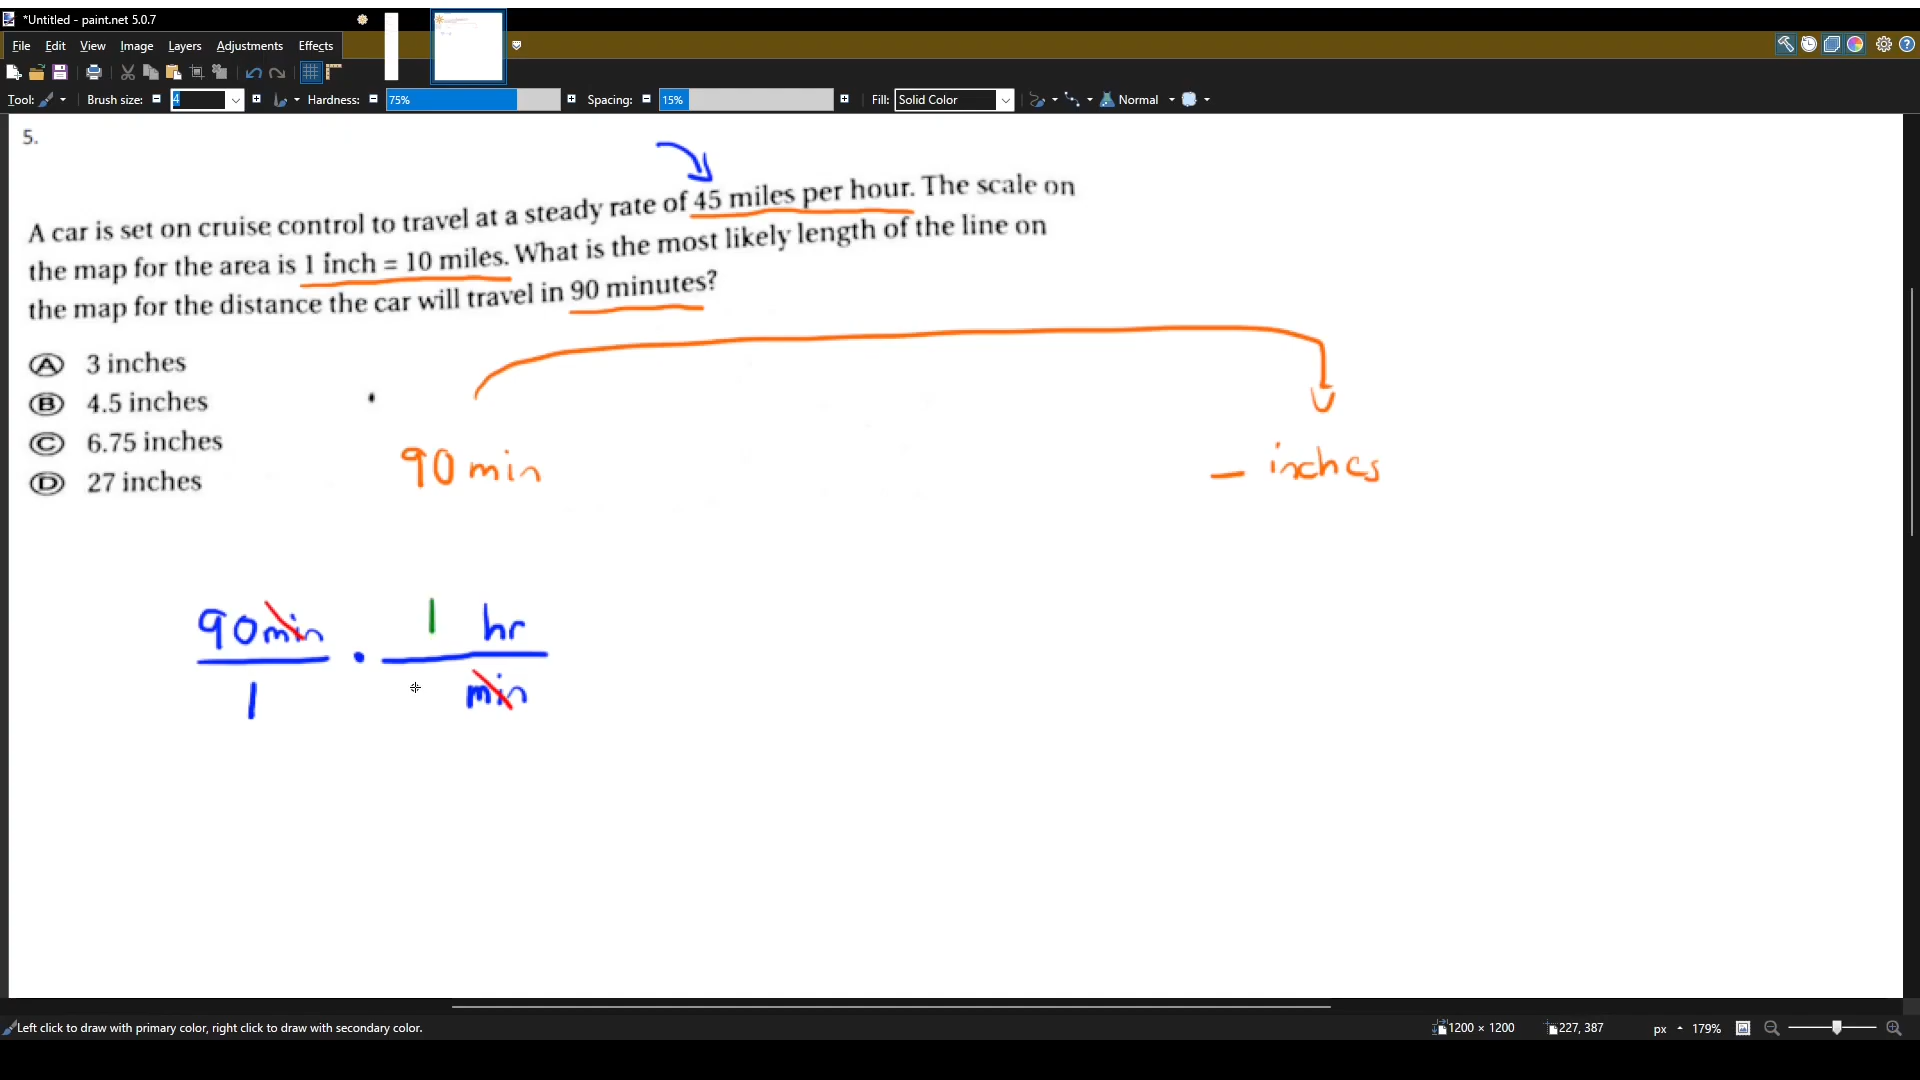 *Untitled - paint.net 5.0.7
File Edit View Image Layers Adjustments Effects
Tool: Brush size: 4 Hardness: 75% Spacing: 15% Fill: Solid Color Normal
5.
A car is set on cruise control to travel at a steady rate of 45 miles per hour. The scale on
the map for the area is 1 inch = 10 miles. What is the most likely length of the line on
the map for the distance the car will travel in 90 minutes?
A 3 inches
B 4.5 inches
C 6.75 inches
D 27 inches
90 min _ inches
90 min · 1 hr
1 min
Left click to draw with primary color, right click to draw with secondary color. 1200 × 1200 227, 387 px 179%